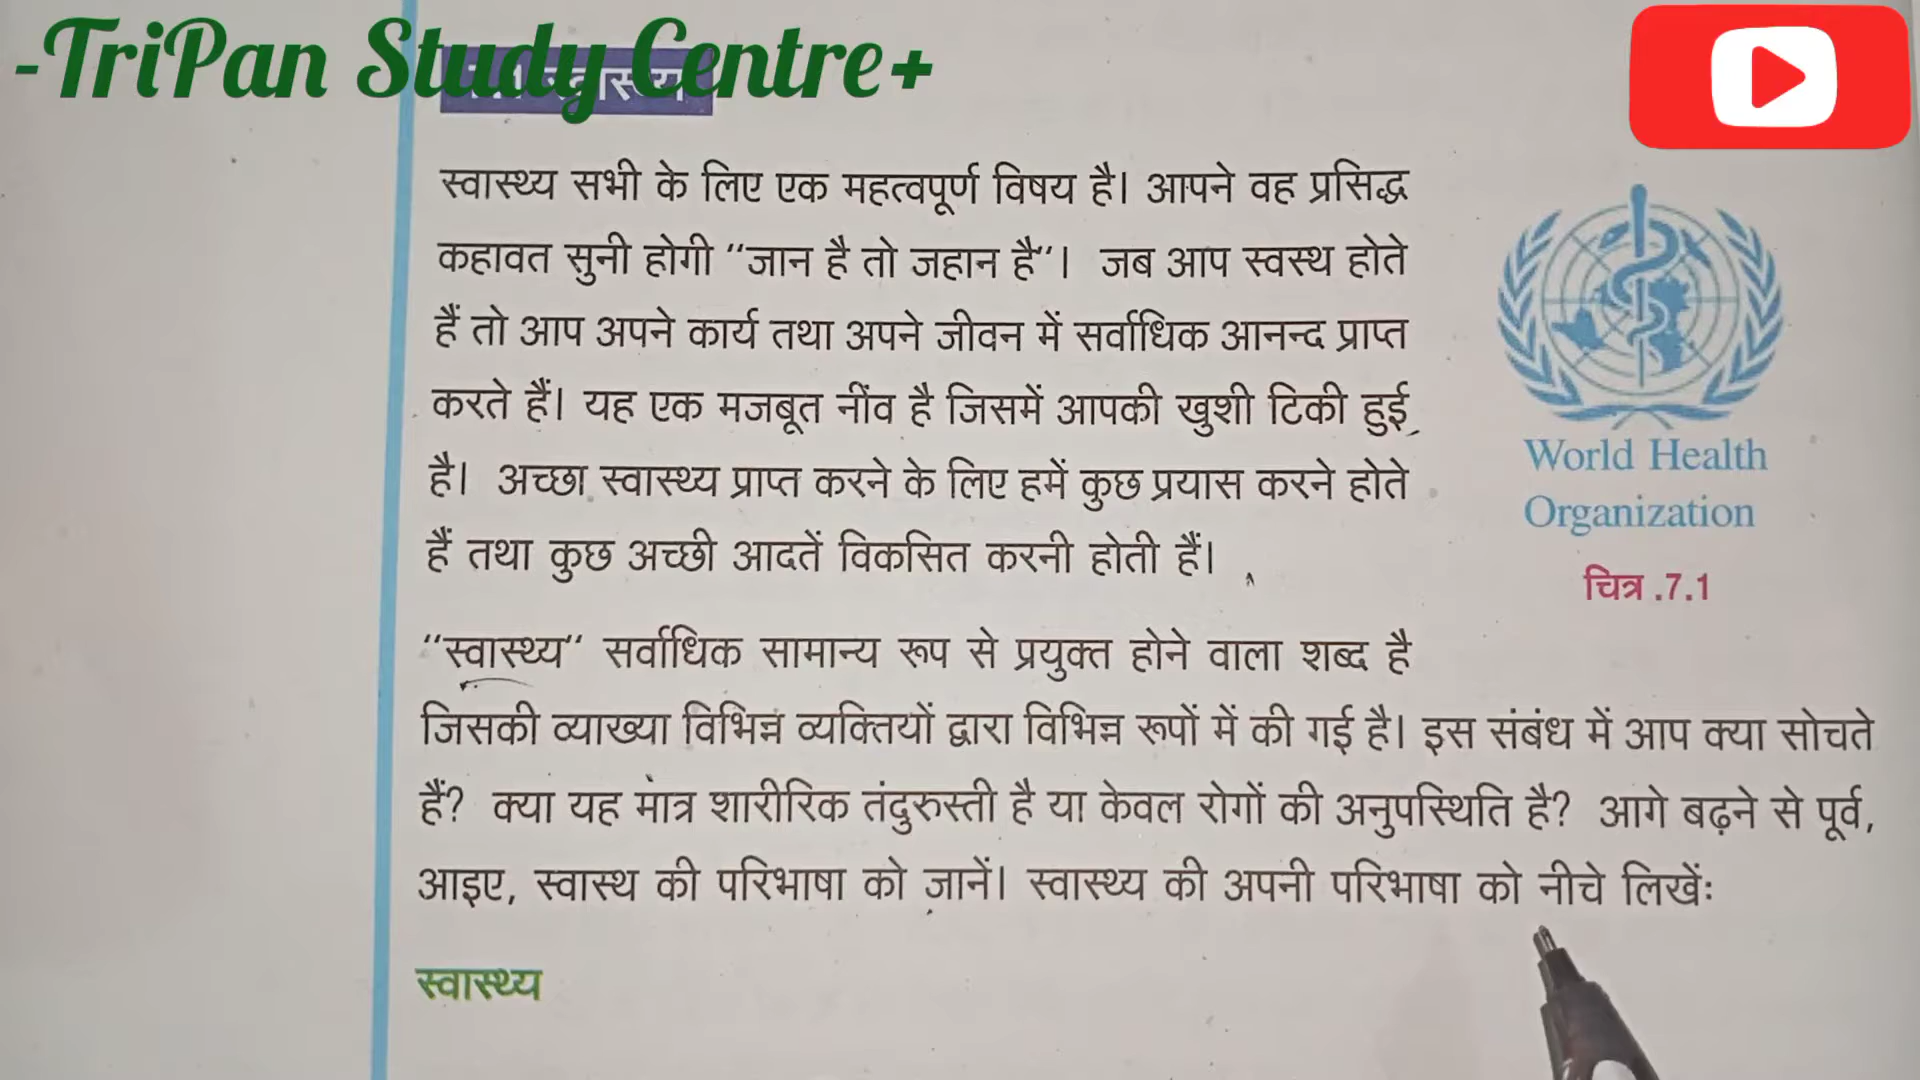 -TriPan Study Centre+
7.1 स्वास्थ्य
स्वास्थ्य सभी के लिए एक महत्वपूर्ण विषय है। आपने वह प्रसिद्ध
कहावत सुनी होगी “जान है तो जहान है“। जब आप स्वस्थ होते
हैं तो आप अपने कार्य तथा अपने जीवन में सर्वाधिक आनन्द प्राप्त
करते हैं। यह एक मजबूत नींव है जिसमें आपकी खुशी टिकी हुई
है। अच्छा स्वास्थ्य प्राप्त करने के लिए हमें कुछ प्रयास करने होते
हैं तथा कुछ अच्छी आदतें विकसित करनी होती हैं।
World Health
Organization
चित्र .7.1
“स्वास्थ्य“ सर्वाधिक सामान्य रूप से प्रयुक्त होने वाला शब्द है
जिसकी व्याख्या विभिन्न व्यक्तियों द्वारा विभिन्न रूपों में की गई है। इस संबंध में आप क्या सोचते
हैं? क्या यह मात्र शारीरिक तंदुरुस्ती है या केवल रोगों की अनुपस्थिति है? आगे बढ़ने से पूर्व,
आइए, स्वास्थ की परिभाषा को जानें। स्वास्थ्य की अपनी परिभाषा को नीचे लिखेंः
स्वास्थ्य